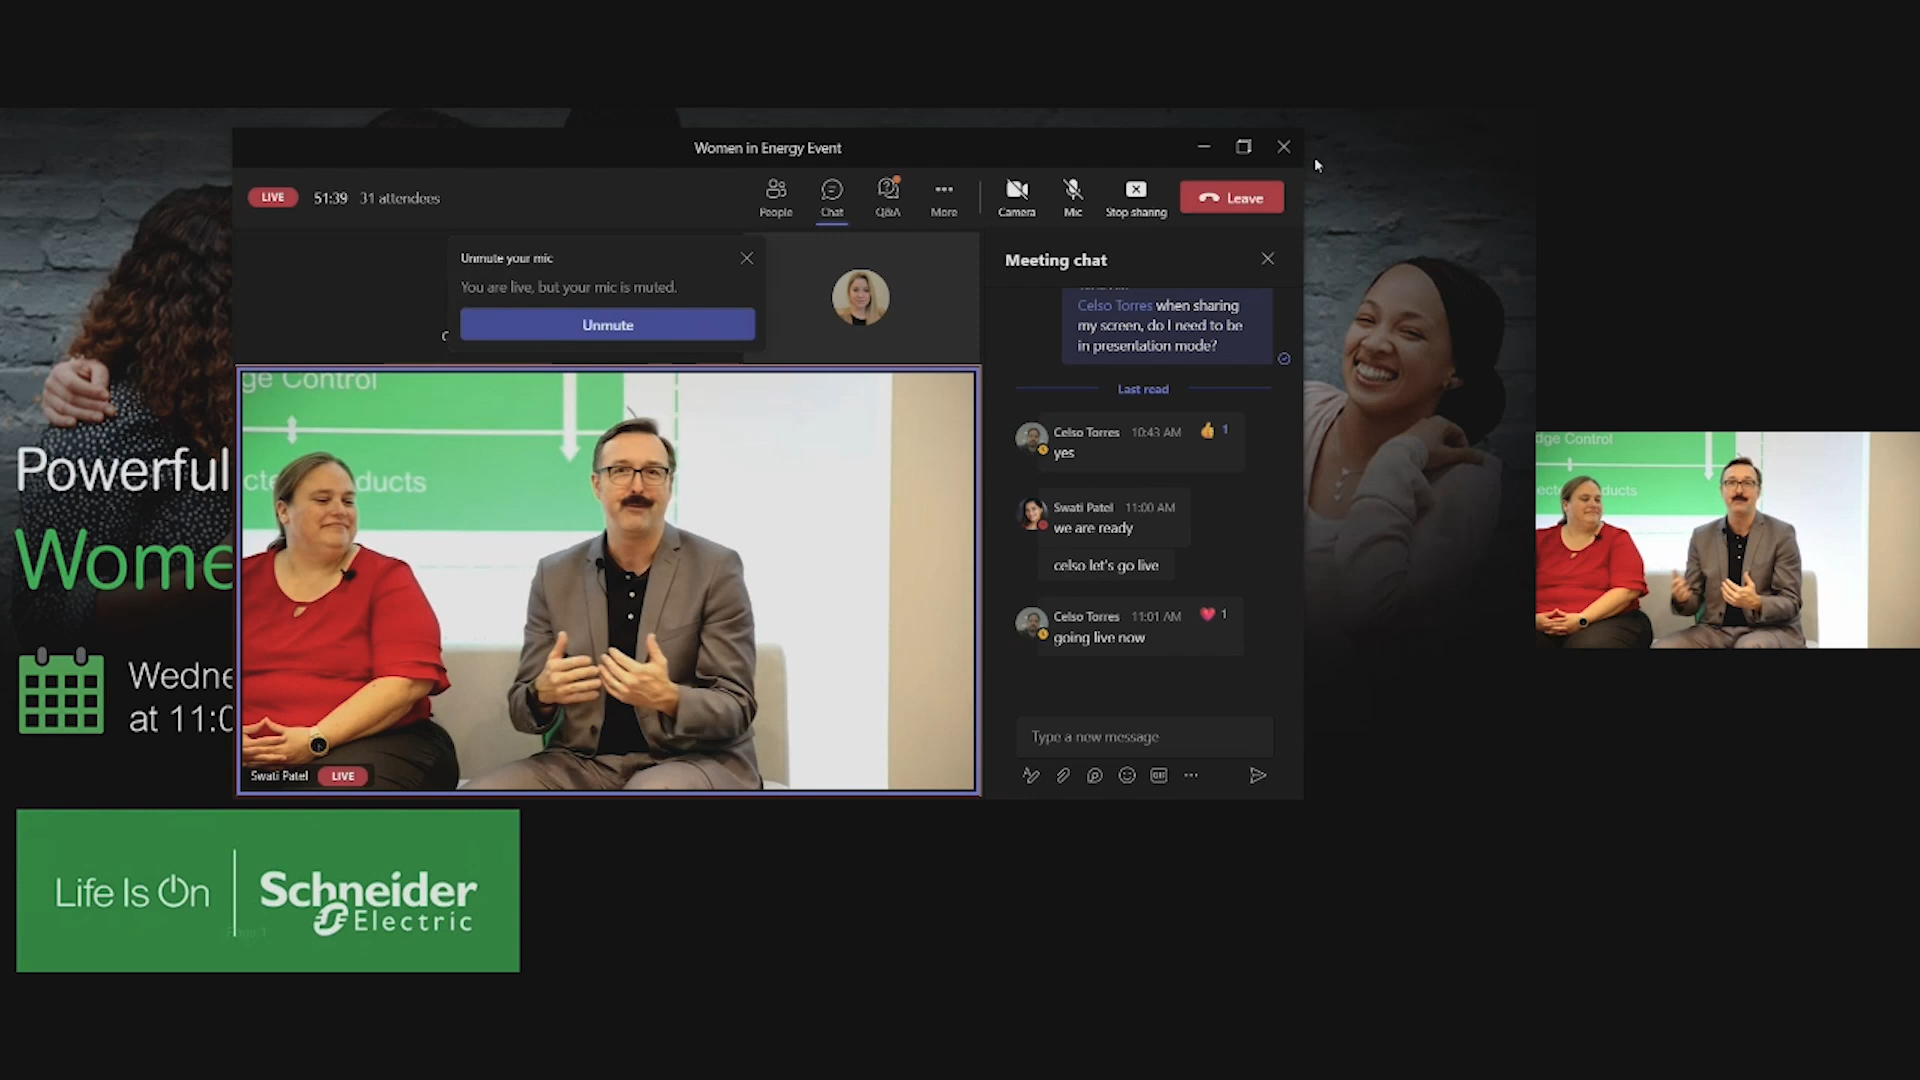 Women in Energy Event
LIVE
51:39
31 attendees
People
Chat
Q&A
More
Camera
Mic
Stop sharing
Leave
Unmute your mic
You are live, but your mic is muted.
Unmute
Meeting chat
Celso Torres when sharing
my screen, do I need to be
in presentation mode?
Last read
Celso Torres 10:43 AM 👍 1
yes
Swati Patel 11:00 AM
we are ready
celso let's go live
Celso Torres 11:01 AM ❤️ 1
going live now
Type a new message
GIF
ge Control
cte
ducts
Swati Patel
LIVE
Powerful
Wome
Wedne
at 11:0
Life Is On
Schneider
Electric
Page 1
dge Control
ecte
ducts